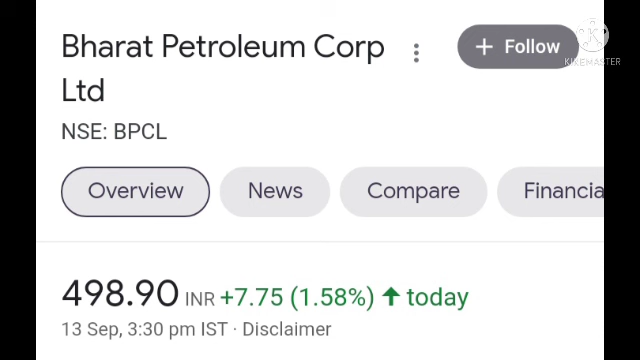 Bharat Petroleum Corp
Ltd
+ Follow
KINEMASTER
NSE: BPCL
Overview
News
Compare
Financia
498.90 INR +7.75 (1.58%) ↑ today
13 Sep, 3:30 pm IST · Disclaimer